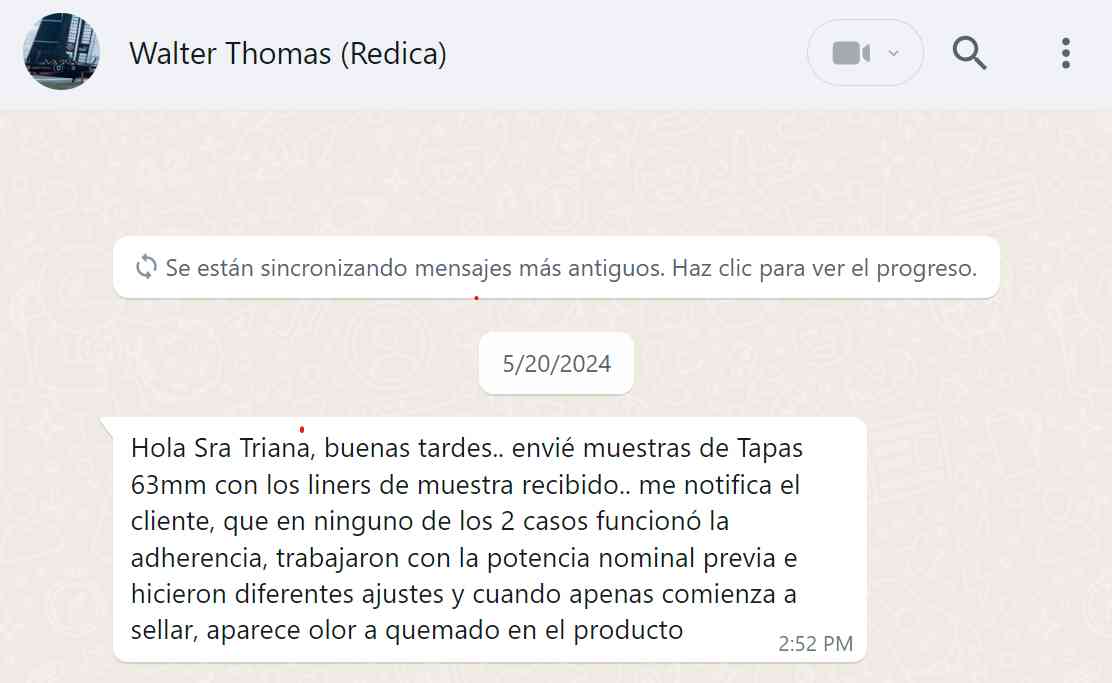 Walter Thomas (Redica)
Se están sincronizando mensajes más antiguos. Haz clic para ver el progreso.
5/20/2024
Hola Sra Triana, buenas tardes.. envié muestras de Tapas
63mm con los liners de muestra recibido.. me notifica el
cliente, que en ninguno de los 2 casos funcionó la
adherencia, trabajaron con la potencia nominal previa e
hicieron diferentes ajustes y cuando apenas comienza a
sellar, aparece olor a quemado en el producto
2:52 PM